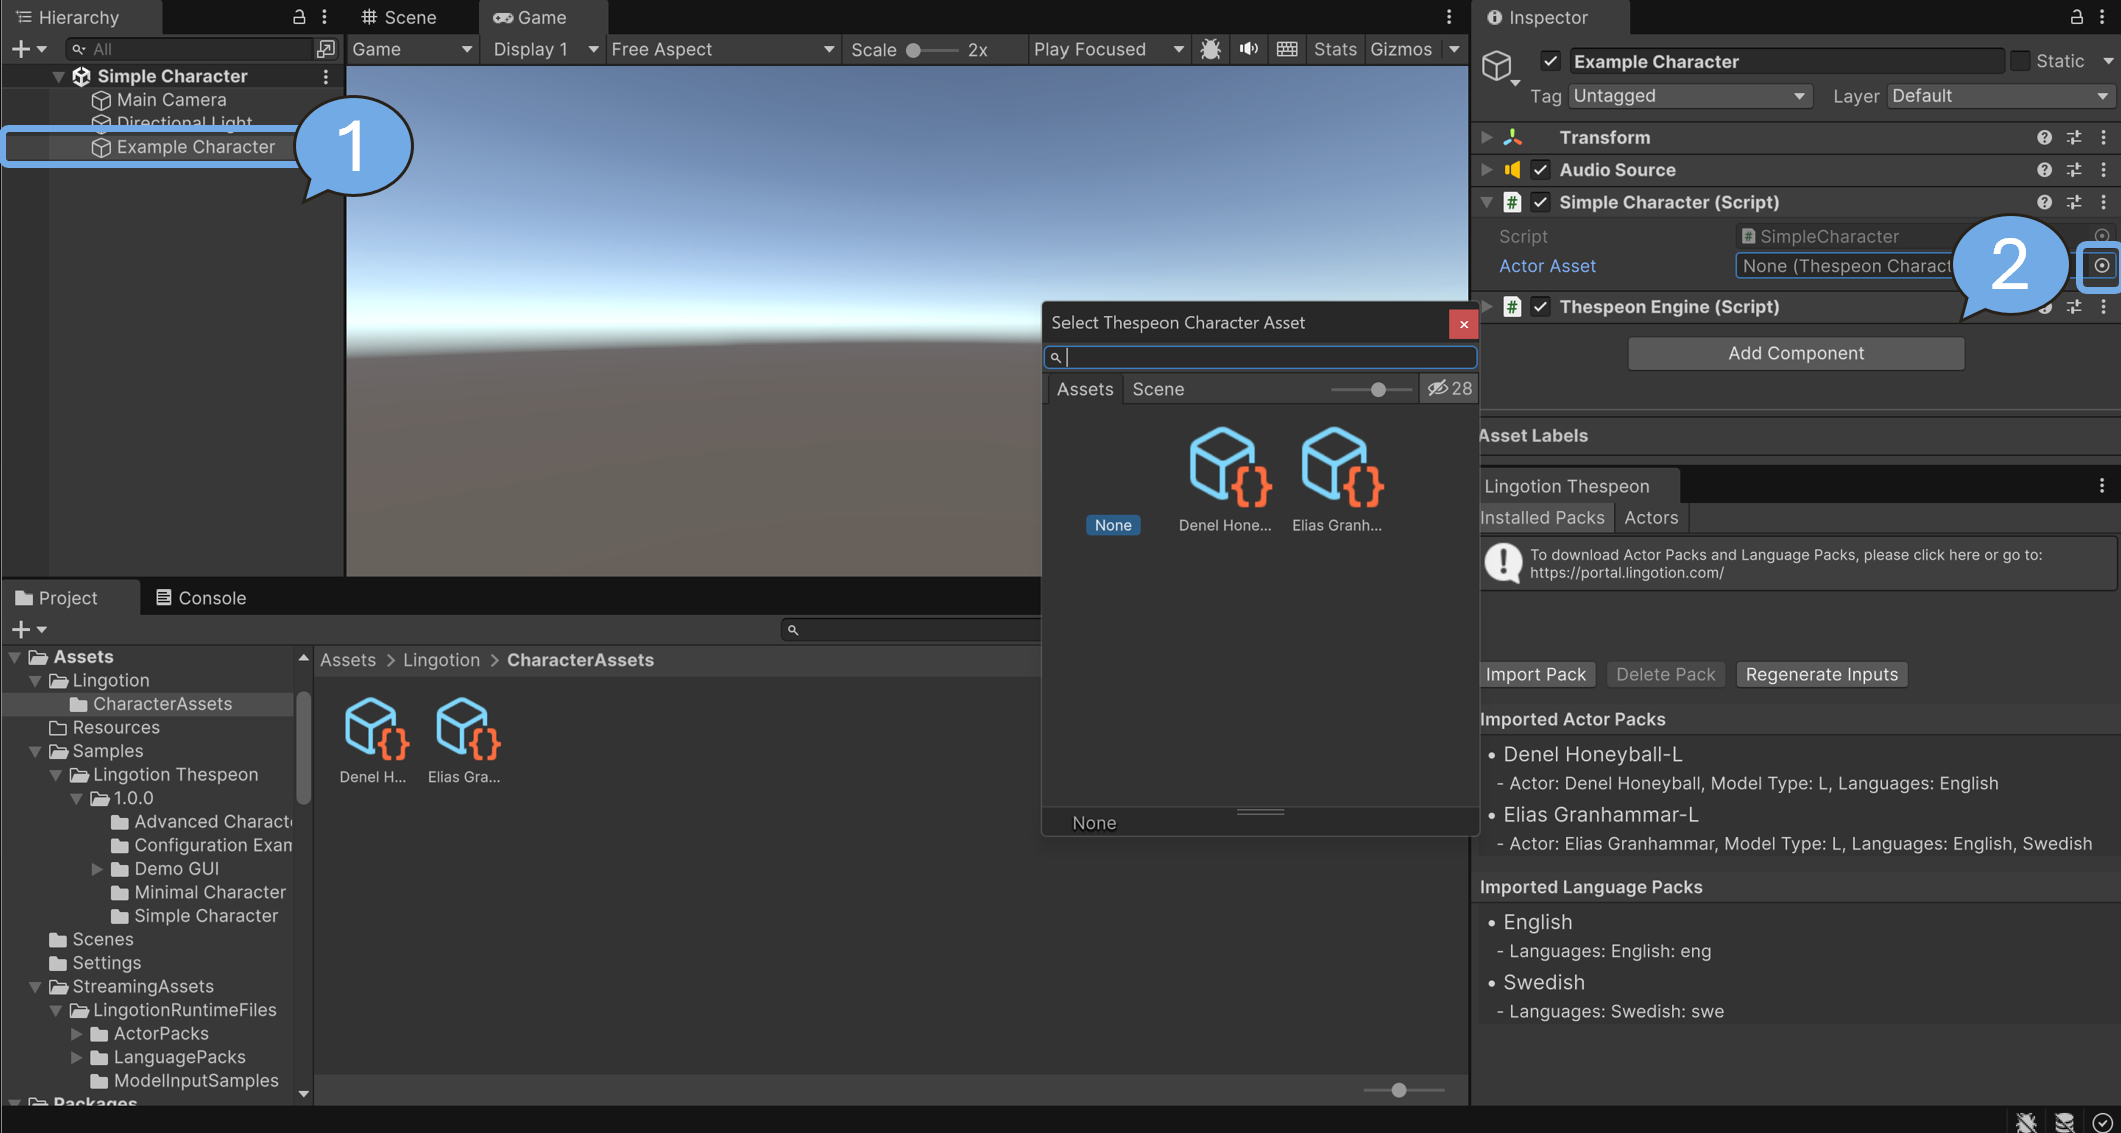 Hierarchy
All
Simple Character
Main Camera
Directional Light
Example Character
1
Scene
Game
Game
Display 1
Free Aspect
Scale
2x
Play Focused
Stats
Gizmos
Inspector
Example Character
Static
Tag
Untagged
Layer
Default
Transform
Audio Source
Simple Character (Script)
Script
SimpleCharacter
Actor Asset
None (Thespeon Charact
2
Thespeon Engine (Script)
Add Component
Asset Labels
Select Thespeon Character Asset
Assets
Scene
28
None
Denel Hone...
Elias Granh...
None
Lingotion Thespeon
Installed Packs
Actors
To download Actor Packs and Language Packs, please click here or go to:
https://portal.lingotion.com/
Import Pack
Delete Pack
Regenerate Inputs
Imported Actor Packs
• Denel Honeyball-L
- Actor: Denel Honeyball, Model Type: L, Languages: English
• Elias Granhammar-L
- Actor: Elias Granhammar, Model Type: L, Languages: English, Swedish
Imported Language Packs
• English
- Languages: English: eng
• Swedish
- Languages: Swedish: swe
Project
Console
Assets
Lingotion
CharacterAssets
Resources
Samples
Lingotion Thespeon
1.0.0
Advanced Characte
Configuration Exam
Demo GUI
Minimal Character
Simple Character
Scenes
Settings
StreamingAssets
LingotionRuntimeFiles
ActorPacks
LanguagePacks
ModelInputSamples
Packages
Assets > Lingotion > CharacterAssets
Denel H...
Elias Gra...